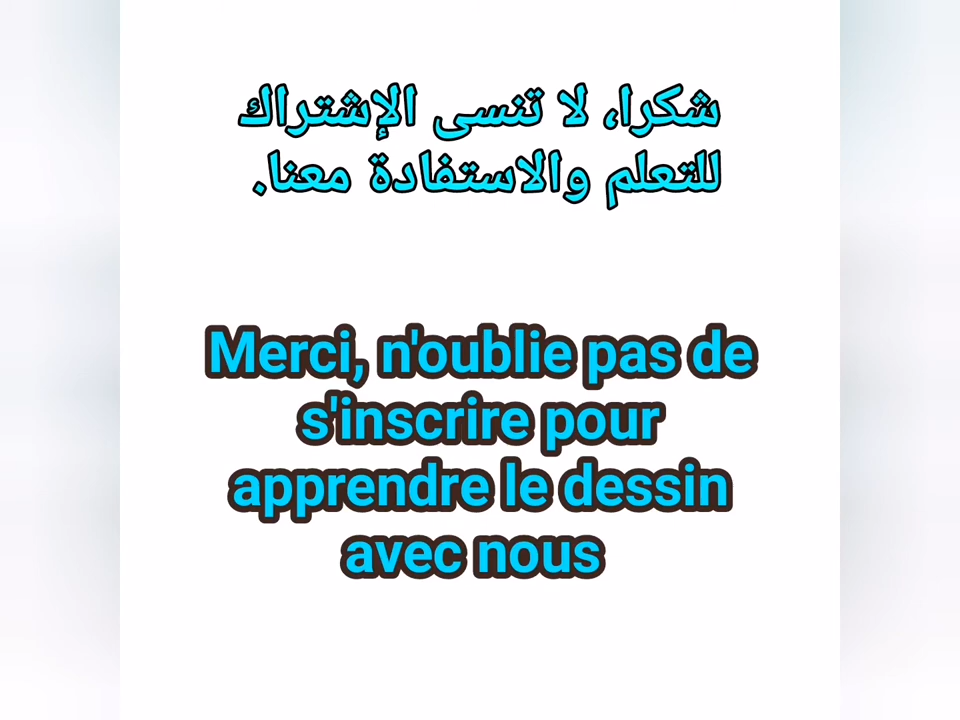 شكرا، لا تنسى الإشتراك
للتعلم والاستفادة معنا.
Merci, n'oublie pas de
s'inscrire pour
apprendre le dessin
avec nous